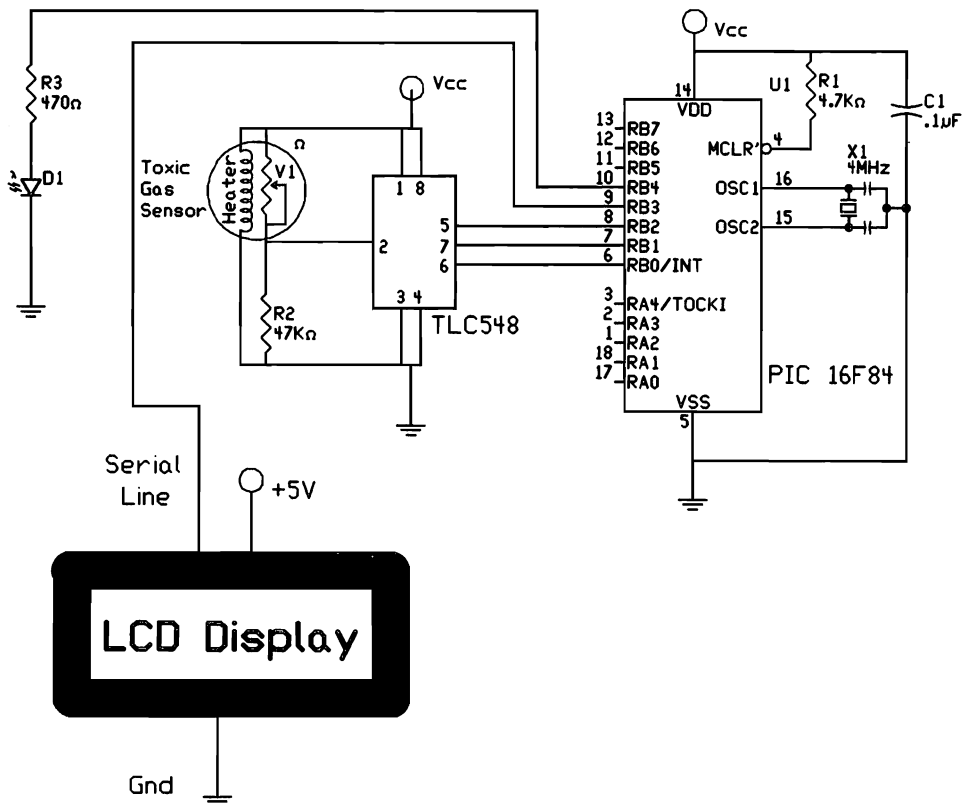 R3
470Ω
D1
Toxic
Gas
Sensor
Heater
Ω
V1
R2
47KΩ
Vcc
1 8
2
5
7
6
3 4
TLC548
Vcc
U1
R1
4.7KΩ
C1
.1µF
X1
4MHz
14
VDD
13 RB7
12 RB6
11 RB5
10 RB4
9 RB3
8 RB2
7 RB1
6 RB0/INT
3 RA4/TOCKI
2 RA3
1 RA2
18 RA1
17 RA0
MCLR' 4
OSC1 16
OSC2 15
VSS
5
PIC 16F84
Serial
Line
+5V
LCD Display
Gnd